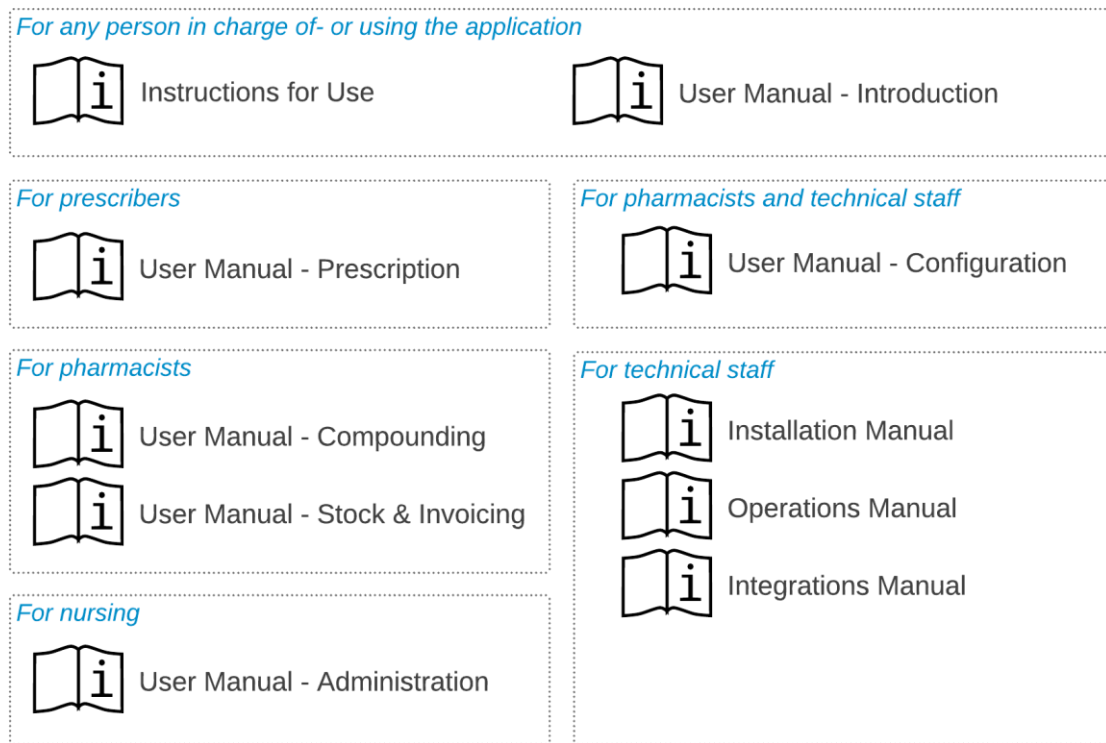 For any person in charge of- or using the application
Instructions for Use
User Manual - Introduction
For prescribers
User Manual - Prescription
For pharmacists and technical staff
User Manual - Configuration
For pharmacists
User Manual - Compounding
User Manual - Stock & Invoicing
For technical staff
Installation Manual
Operations Manual
Integrations Manual
For nursing
User Manual - Administration